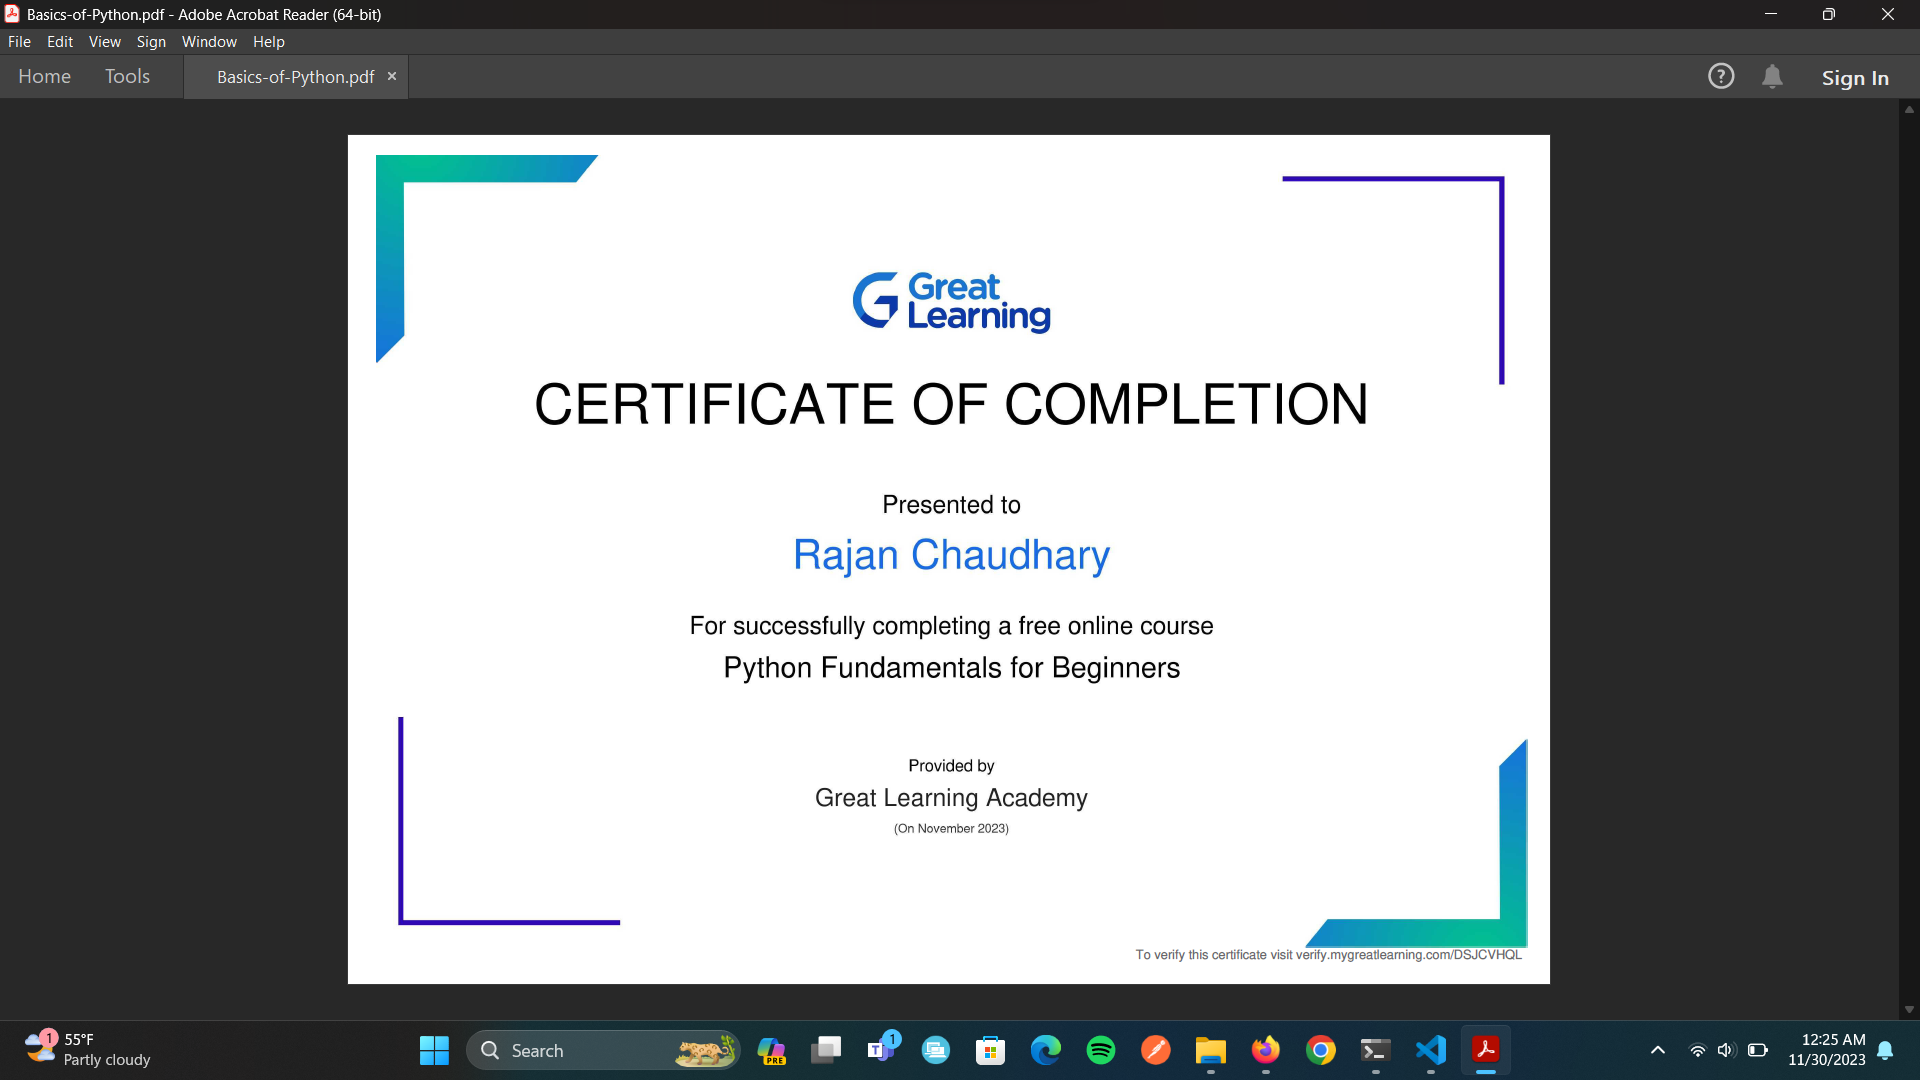 Basics-of-Python.pdf - Adobe Acrobat Reader (64-bit)
File Edit View Sign Window Help
Home Tools Basics-of-Python.pdf × ? Sign In
Great
Learning
CERTIFICATE OF COMPLETION
Presented to
Rajan Chaudhary
For successfully completing a free online course
Python Fundamentals for Beginners
Provided by
Great Learning Academy
(On November 2023)
To verify this certificate visit verify.mygreatlearning.com/DSJCVHQL
1 55°F
Partly cloudy
Search
PRE
T 1
12:25 AM
11/30/2023